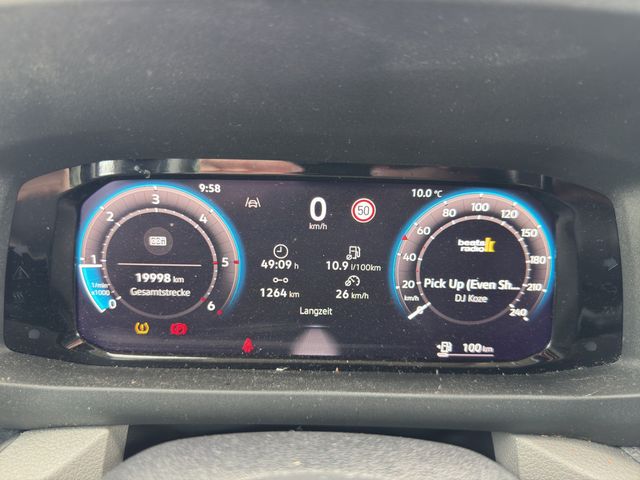 9:58
50
10.0 °C
0
km/h
0
1
2
3
4
5
6
1/min
x1000
19998 km
Gesamtstrecke
49:09 h
10.9 l/100km
1264 km
26 km/h
Langzeit
20
40
60
80
100
120
150
180
210
240
km/h
beats
radio
Pick Up (Even Sh...
DJ Koze
100 km